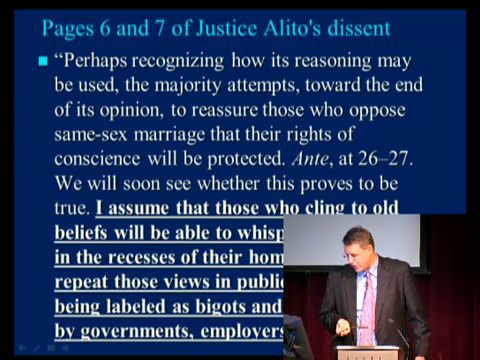 Pages 6 and 7 of Justice Alito's dissent
“Perhaps recognizing how its reasoning may
be used, the majority attempts, toward the end
of its opinion, to reassure those who oppose
same-sex marriage that their rights of
conscience will be protected. Ante, at 26–27.
We will soon see whether this proves to be
true. I assume that those who cling to old
beliefs will be able to
in the recesses of their
repeat those views in
being labeled as bigots and
by governments,